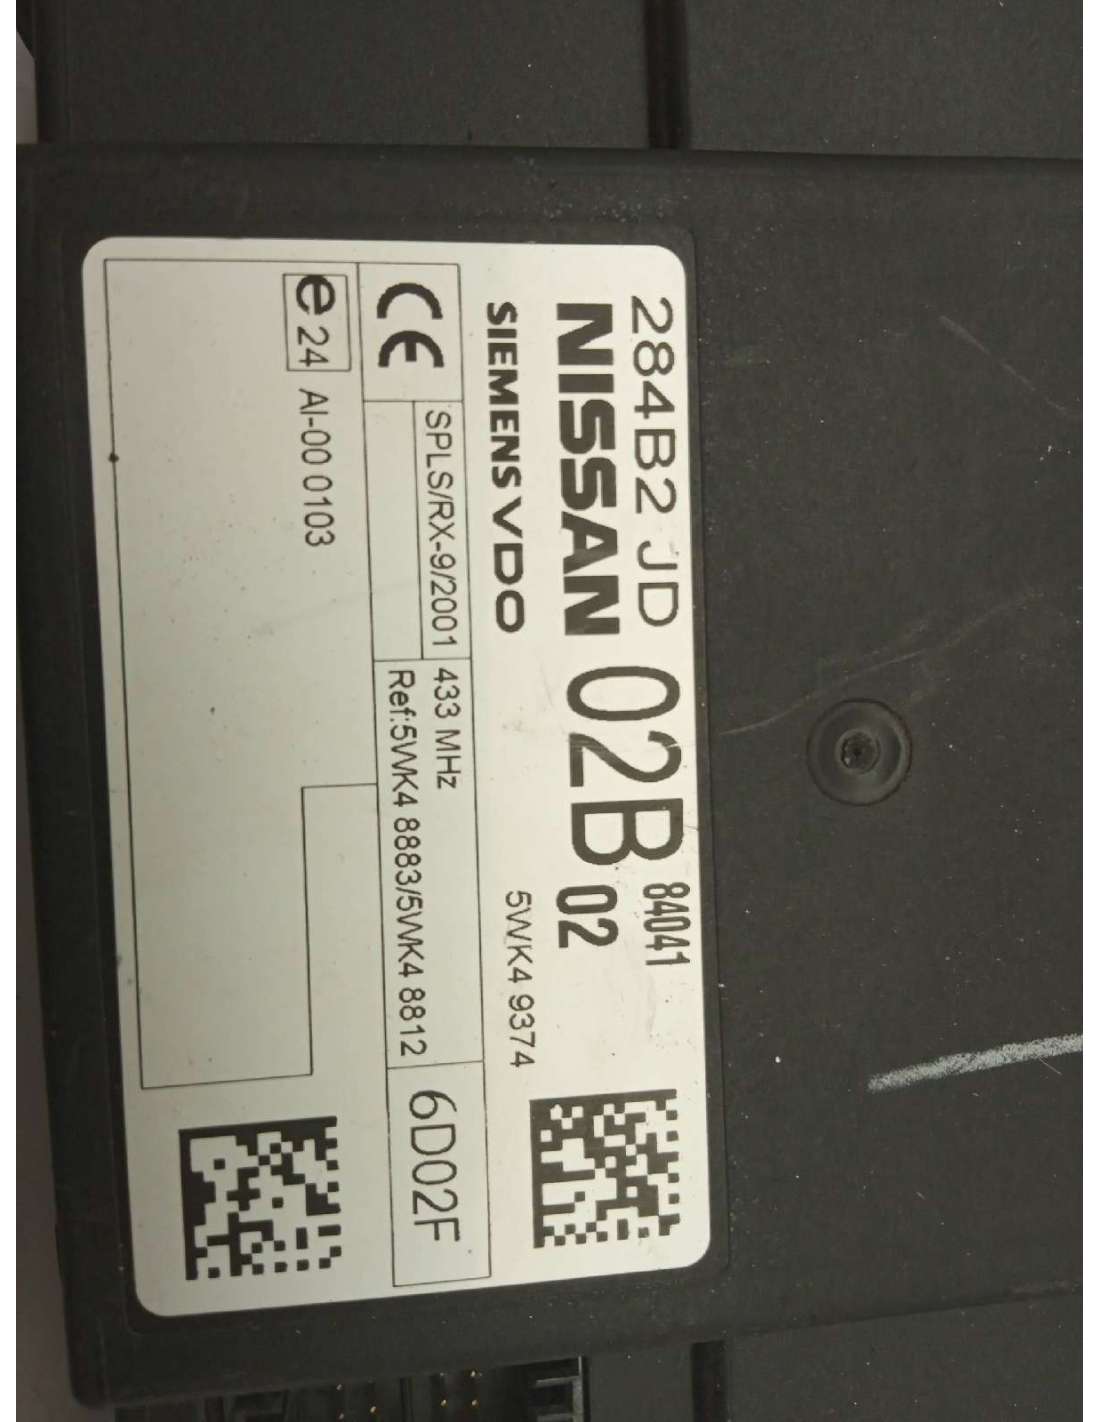 284B2 JD
84041
NISSAN 02B 02
SIEMENS VDO
5WK4 9374
CE
SPLS/RX-9/2001
433 MHz
Ref:5WK4 8883/5WK4 8812
6D02F
e24 AI-00 0103